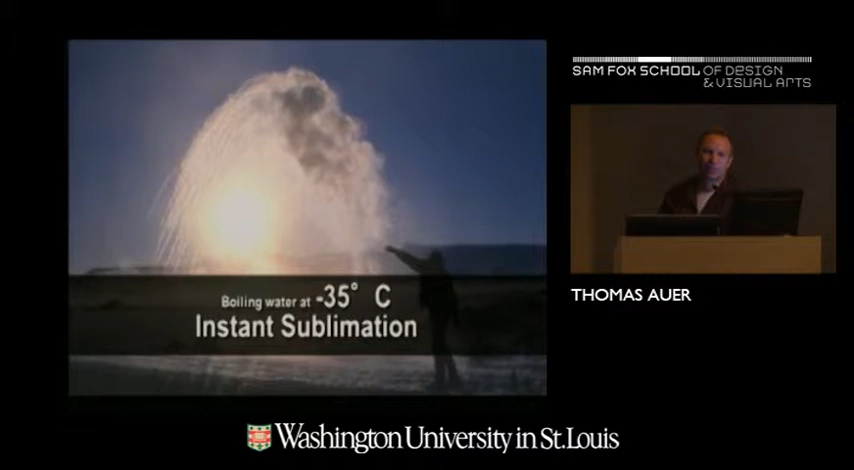 SAM FOX SCHOOL OF DESIGN
& VISUAL ARTS
Boiling water at -35° C
Instant Sublimation
THOMAS AUER
Washington University in St. Louis